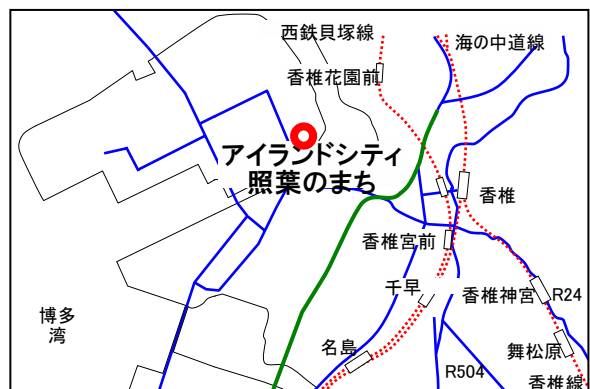 西鉄貝塚線
海の中道線
香椎花園前
アイランドシティ
照葉のまち
香椎
香椎宮前
千早
香椎神宮
R24
博多
湾
名島
舞松原
R504
香椎線